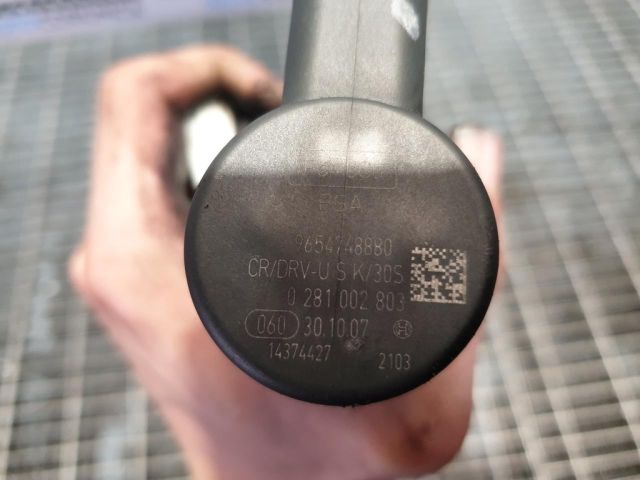 PSA
9654748880
CR/DRV-U S K/30S
0 281 002 803
060 30.10.07
14374427 2103